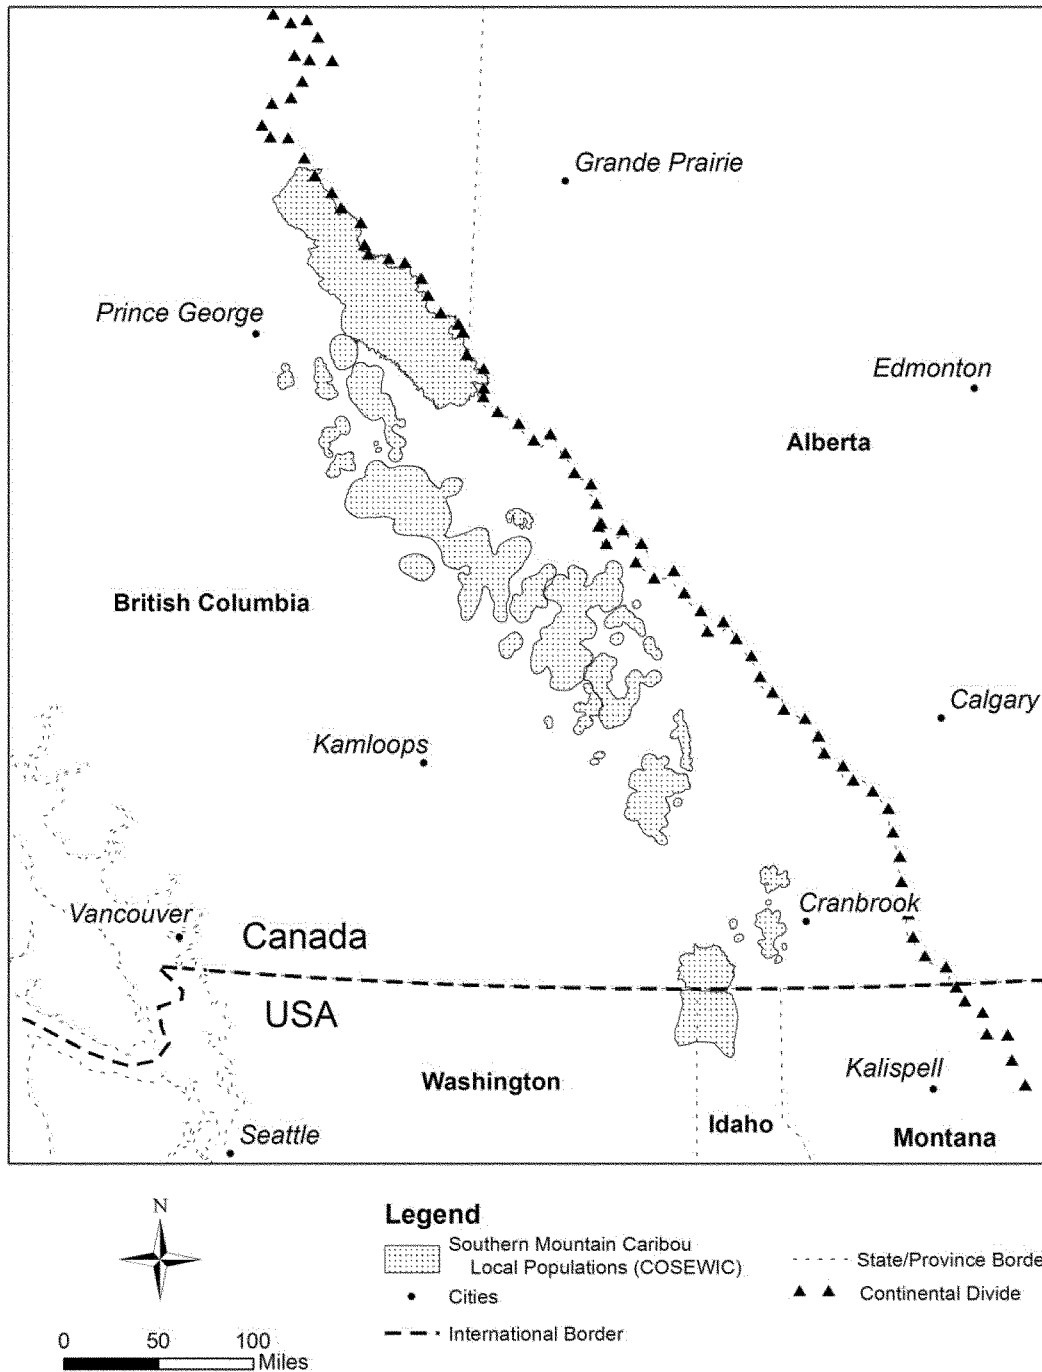 Grande Prairie
Prince George
Edmonton
Alberta
British Columbia
Calgary
Kamloops
Vancouver
Canada
Cranbrook
USA
Washington
Kalispell
Idaho
Montana
Seattle
N
Legend
Southern Mountain Caribou
Local Populations (COSEWIC)
Cities
International Border
State/Province Borde
Continental Divide
0 50 100
Miles